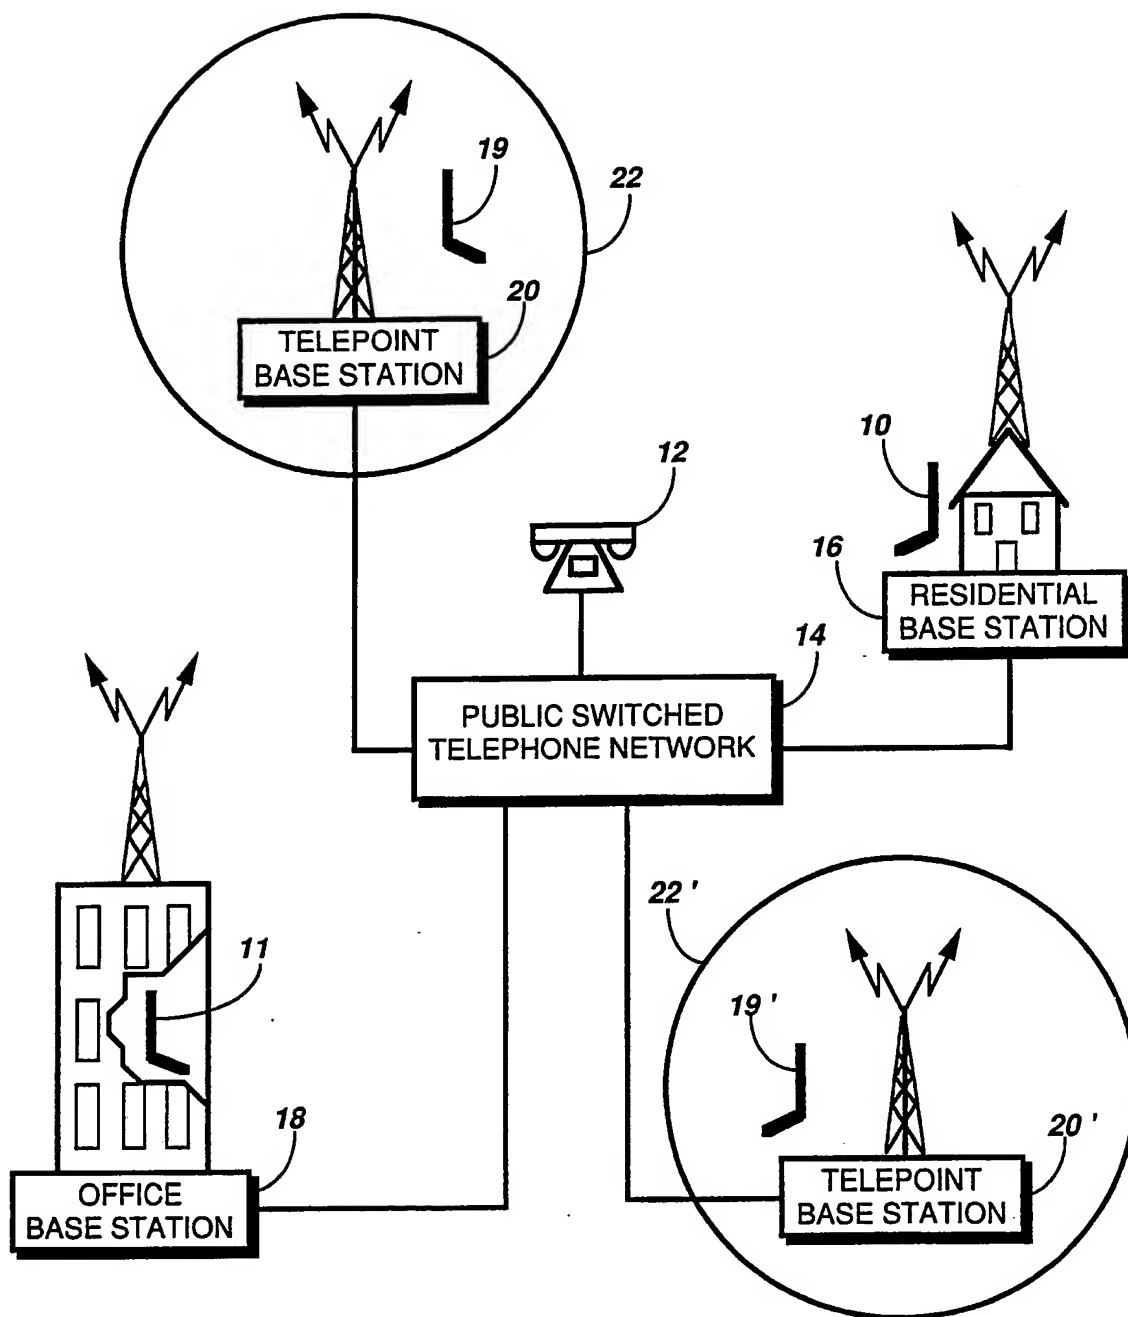 19
22
20
TELEPOINT
BASE STATION
10
12
16
RESIDENTIAL
BASE STATION
14
PUBLIC SWITCHED
TELEPHONE NETWORK
22 '
11
19 '
18
20 '
OFFICE
BASE STATION
TELEPOINT
BASE STATION